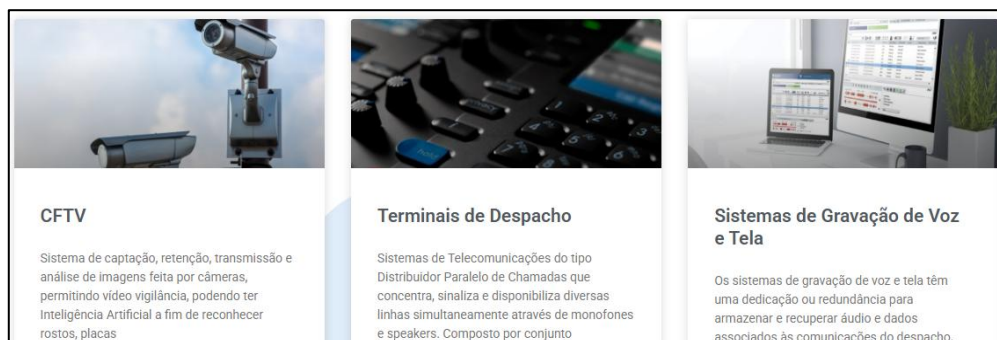 CFTV
Sistema de captação, retenção, transmissão e
análise de imagens feita por câmeras,
permitindo vídeo vigilância, podendo ter
Inteligência Artificial a fim de reconhecer
rostos, placas
Terminais de Despacho
Sistemas de Telecomunicações do tipo
Distribuidor Paralelo de Chamadas que
concentra, sinaliza e disponibiliza diversas
linhas simultaneamente através de monofones
e speakers. Composto por conjunto
Sistemas de Gravação de Voz
e Tela
Os sistemas de gravação de voz e tela têm
uma dedicação ou redundância para
armazenar e recuperar áudio e dados
associados às comunicações do despacho.